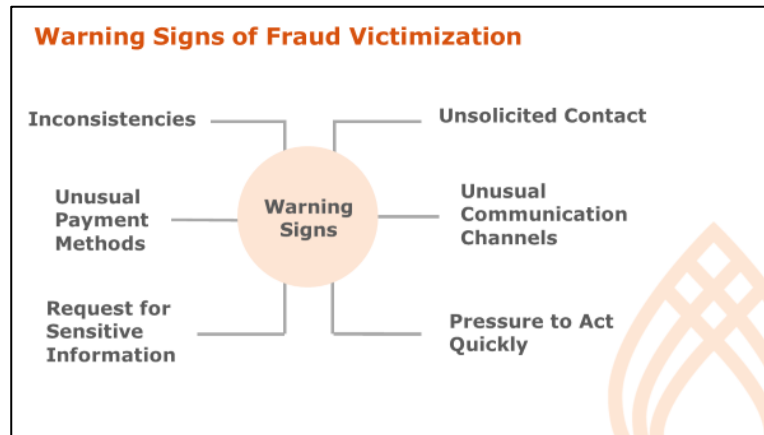 Warning Signs of Fraud Victimization
Inconsistencies
Unsolicited Contact
Unusual
Payment
Methods
Warning
Signs
Unusual
Communication
Channels
Request for
Sensitive
Information
Pressure to Act
Quickly